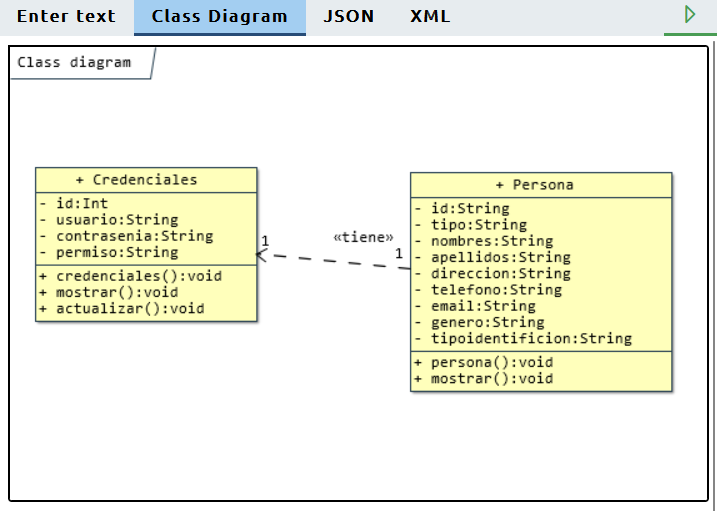 Enter text Class Diagram JSON XML
Class diagram
+ Credenciales
- id:Int
- usuario:String
- contrasenia:String
- permiso:String
+ credenciales():void
+ mostrar():void
+ actualizar():void
1
«tiene»
1
+ Persona
- id:String
- tipo:String
- nombres:String
- apellidos:String
- direccion:String
- telefono:String
- email:String
- genero:String
- tipoidentificion:String
+ persona():void
+ mostrar():void